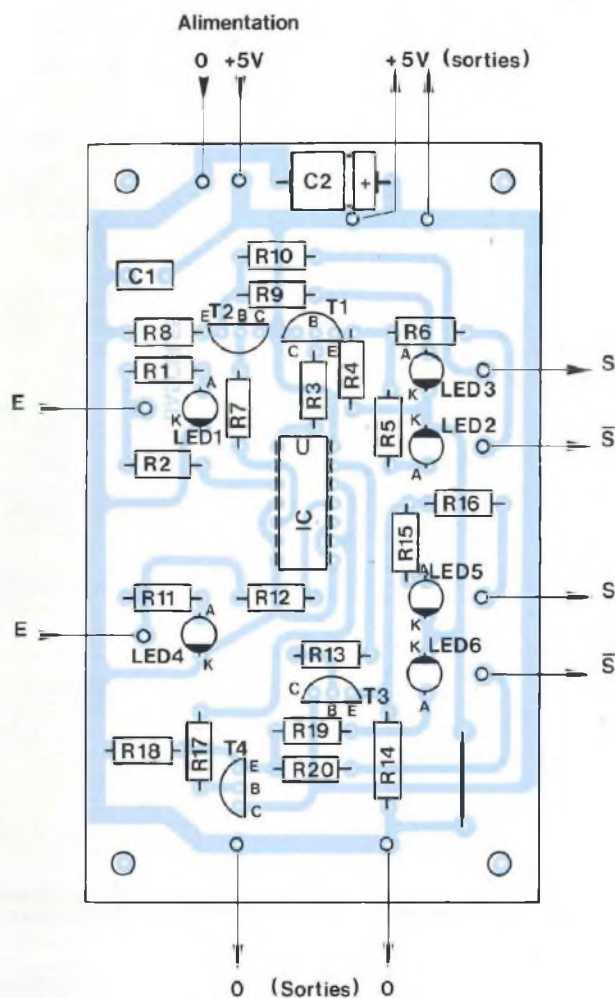 Alimentation
0 +5V +5V (sorties)
C2 +
C1
R10
R9
E T2 B C
T1
B
C E
R8
R6
R1
A
R3
R4
A
S
LED3
E
K
LED1
R7
R5
K
K
LED2
S̅
R2
U
A
IC
R16
R15
R11
A
R12
A
LED5
S
E
LED4
K
K
K
LED6
S̅
R13
C
T3
B E
A
R18
R17
T4
E
B
C
R19
R20
R14
0 (Sorties) 0